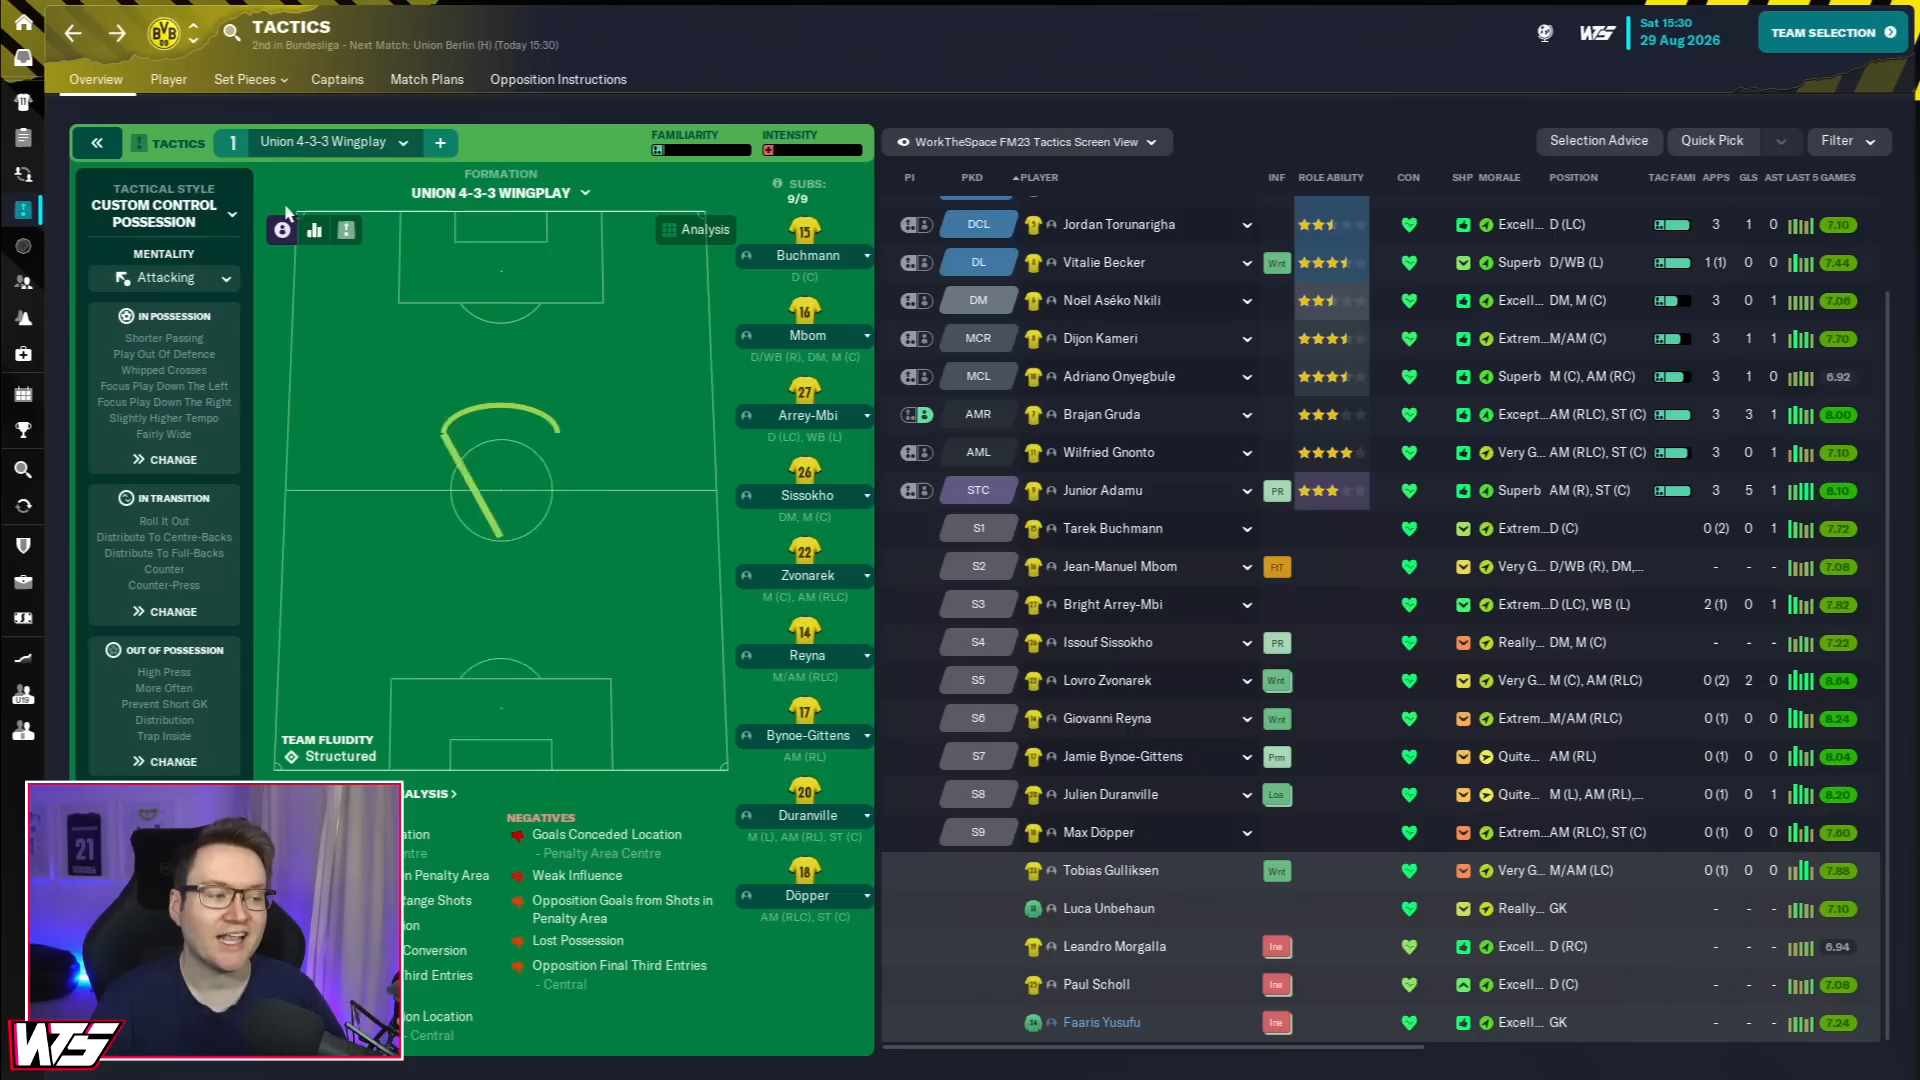 TACTICS
2nd in Bundesliga - Next Match: Union Berlin (H) (Today 15:30)
WTS
Sat 15:30
29 Aug 2026
TEAM SELECTION
Overview
Player
Set Pieces
Captains
Match Plans
Opposition Instructions
TACTICS
1
Union 4-3-3 Wingplay
FAMILIARITY
INTENSITY
TACTICAL STYLE
CUSTOM CONTROL
POSSESSION
MENTALITY
Attacking
IN POSSESSION
Shorter Passing
Play Out Of Defence
Whipped Crosses
Focus Play Down The Left
Focus Play Down The Right
Slightly Higher Tempo
Fairly Wide
CHANGE
IN TRANSITION
Roll It Out
Distribute To Centre-Backs
Distribute To Full-Backs
Counter
Counter-Press
CHANGE
OUT OF POSSESSION
High Press
More Often
Prevent Short GK
Distribution
Trap Inside
CHANGE
FORMATION
UNION 4-3-3 WINGPLAY
Analysis
TEAM FLUIDITY
Structured
SUBS:
9/9
15
Buchmann
D (C)
16
Mbom
D/WB (R), DM, M (C)
27
Arrey-Mbi
D (LC), WB (L)
26
Sissokho
DM, M (C)
22
Zvonarek
M (C), AM (RLC)
14
Reyna
M/AM (RLC)
17
Bynoe-Gittens
AM (RL)
20
Duranville
M (L), AM (RL), ST (C)
18
Döpper
AM (RLC), ST (C)
ALYSIS
ation
ntre
n Penalty Area
Range Shots
ion
Conversion
Third Entries
ion Location
- Central
NEGATIVES
Goals Conceded Location
- Penalty Area Centre
Weak Influence
Opposition Goals from Shots in
Penalty Area
Lost Possession
Opposition Final Third Entries
- Central
WorkTheSpace FM23 Tactics Screen View
Selection Advice
Quick Pick
Filter
PI PKD PLAYER INF ROLE ABILITY CON SHP MORALE POSITION TAC FAMI APPS GLS AST LAST 5 GAMES
DCL Jordan Torunarigha Excell... D (LC) 3 1 0 7.10
DL Vitalie Becker Wnt Superb D/WB (L) 1 (1) 0 0 7.44
DM Noël Aséko Nkili Excell... DM, M (C) 3 0 1 7.06
MCR Dijon Kameri Extrem... M/AM (C) 3 1 1 7.70
MCL Adriano Onyegbule Superb M (C), AM (RC) 3 1 0 6.92
AMR Brajan Gruda Except... AM (RLC), ST (C) 3 3 1 8.00
AML Wilfried Gnonto Very G... AM (RLC), ST (C) 3 0 1 7.10
STC Junior Adamu PR Superb AM (R), ST (C) 3 5 1 8.10
S1 Tarek Buchmann Extrem... D (C) 0 (2) 0 1 7.72
S2 Jean-Manuel Mbom FtT Very G... D/WB (R), DM,... - - - 7.08
S3 Bright Arrey-Mbi Extrem... D (LC), WB (L) 2 (1) 0 1 7.82
S4 Issouf Sissokho PR Really... DM, M (C) - - - 7.22
S5 Lovro Zvonarek Wnt Very G... M (C), AM (RLC) 0 (2) 2 0 8.64
S6 Giovanni Reyna Wnt Extrem... M/AM (RLC) 0 (1) 0 0 8.24
S7 Jamie Bynoe-Gittens Prm Quite... AM (RL) 0 (1) 0 0 8.04
S8 Julien Duranville Loa Quite... M (L), AM (RL),... 0 (1) 0 1 8.20
S9 Max Döpper Extrem... AM (RLC), ST (C) 0 (1) 0 0 7.60
Tobias Gulliksen Wnt Very G... M/AM (LC) 0 (1) 0 0 7.88
Luca Unbehaun Really... GK - - - 7.10
Leandro Morgalla Ine Excell... D (RC) - - - 6.94
Paul Scholl Ine Excell... D (C) - - - 7.08
Faaris Yusufu Ine Excell... GK - - - 7.24
U19
21
WTS